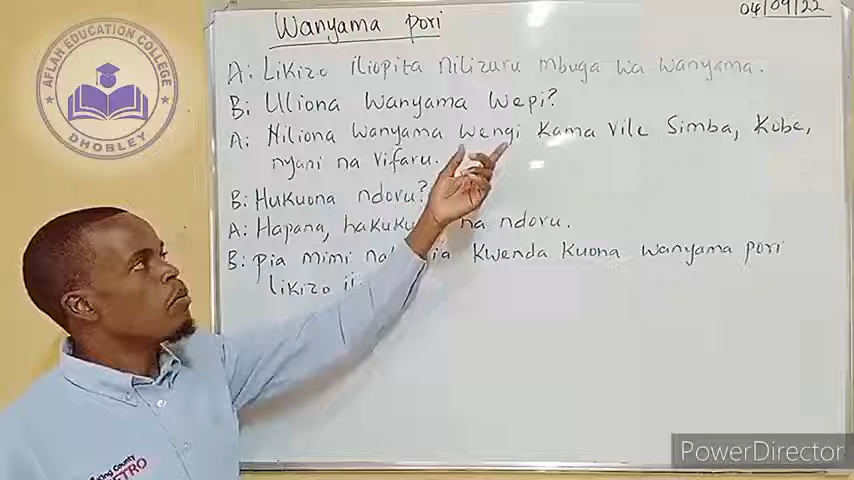 Wanyama pori
04/09/22
A: Likizo iliopita nilizuru mbuga wa wanyama.
B: Uliona wanyama wepi?
A: Niliona wanyama wengi kama vile Simba, Kobe,
nyani na vifaru.
B: Hukuona ndovu?
A: Hapana, hakuku na ndovu.
B: pia mimi kwenda kuona wanyama pori
likizo
AFLAH EDUCATION COLLEGE
DHOBLEY
County
TRO
PowerDirector